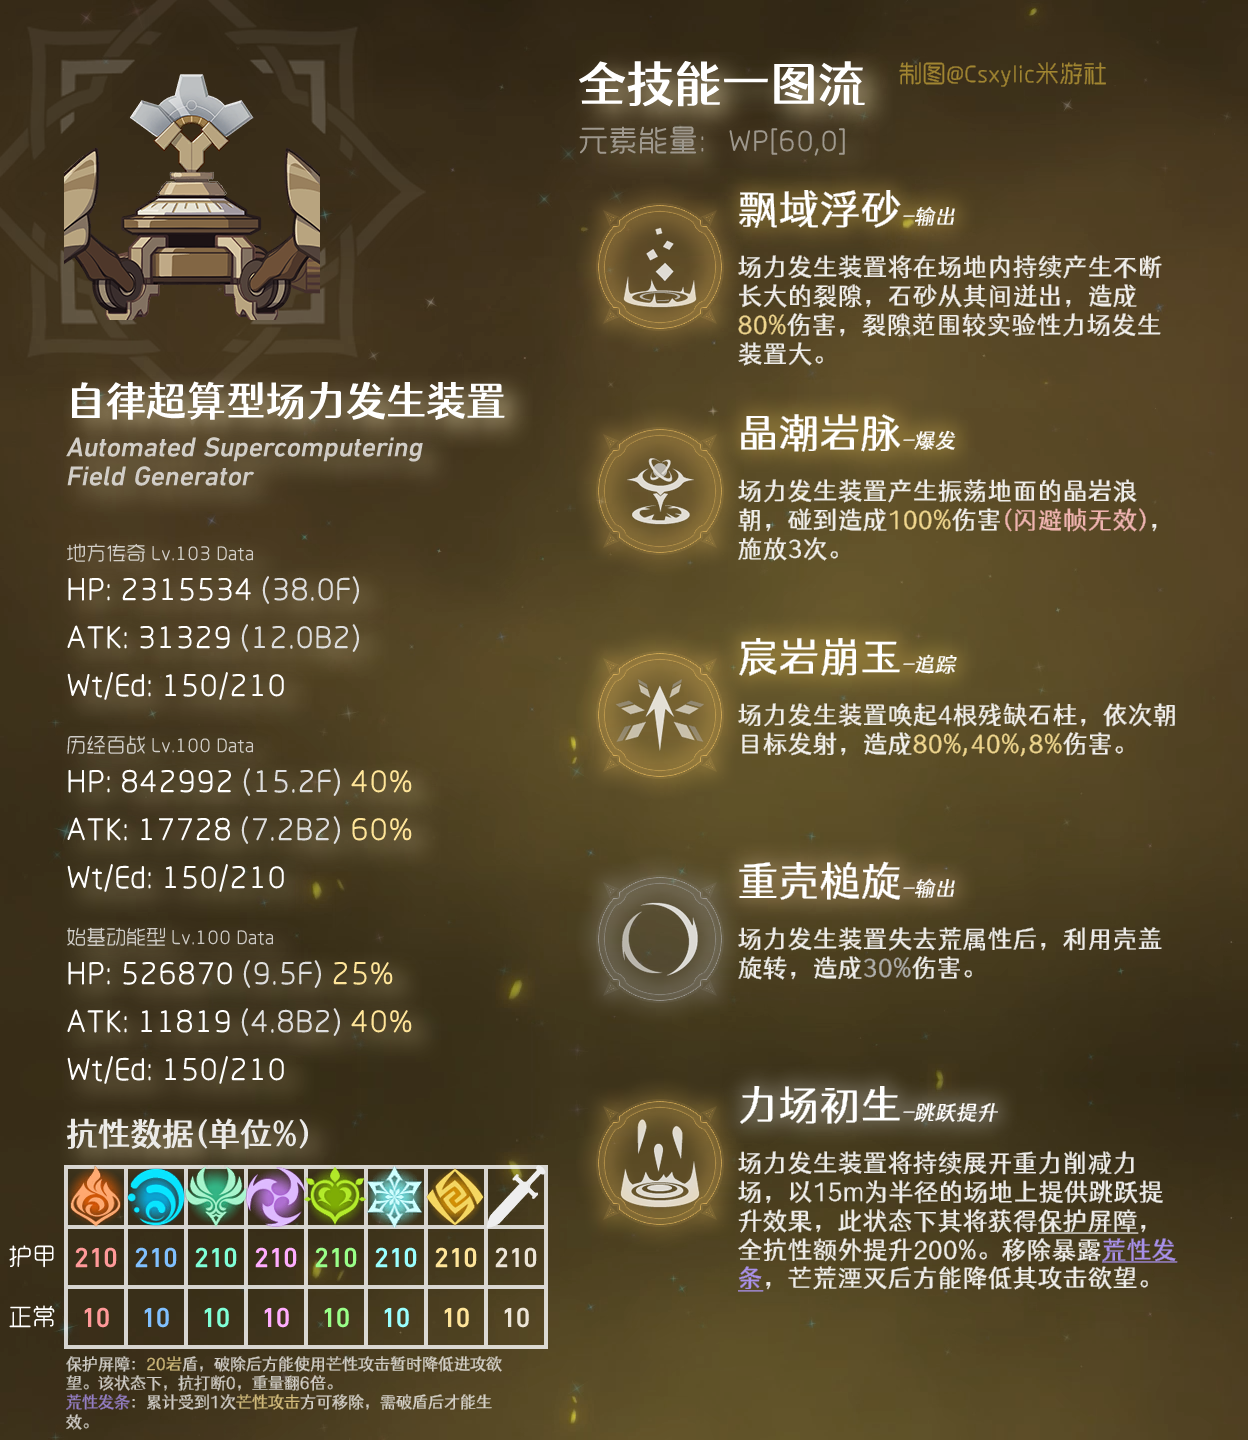 全技能一图流
制图@Csxylic米游社
元素能量： WP[60,0]
自律超算型场力发生装置
Automated Supercomputering
Field Generator
地方传奇 Lv.103 Data
HP: 2315534 (38.0F)
ATK: 31329 (12.0B2)
Wt/Ed: 150/210
历经百战 Lv.100 Data
HP: 842992 (15.2F) 40%
ATK: 17728 (7.2B2) 60%
Wt/Ed: 150/210
始基动能型 Lv.100 Data
HP: 526870 (9.5F) 25%
ATK: 11819 (4.8B2) 40%
Wt/Ed: 150/210
抗性数据(单位%)
护甲 210 210 210 210 210 210 210 210
正常 10 10 10 10 10 10 10 10
保护屏障：20岩盾，破除后方能使用芒性攻击暂时降低进攻欲
望。该状态下，抗打断0，重量翻6倍。
荒性发条：累计受到1次芒性攻击方可移除，需破盾后才能生
效。
飘域浮砂–输出
场力发生装置将在场地内持续产生不断
长大的裂隙，石砂从其间迸出，造成
80%伤害，裂隙范围较实验性力场发生
装置大。
晶潮岩脉–爆发
场力发生装置产生振荡地面的晶岩浪
朝，碰到造成100%伤害(闪避帧无效)，
施放3次。
宸岩崩玉–追踪
场力发生装置唤起4根残缺石柱，依次朝
目标发射，造成80%,40%,8%伤害。
重壳槌旋–输出
场力发生装置失去荒属性后，利用壳盖
旋转，造成30%伤害。
力场初生–跳跃提升
场力发生装置将持续展开重力削减力
场，以15m为半径的场地上提供跳跃提
升效果，此状态下其将获得保护屏障，
全抗性额外提升200%。移除暴露荒性发
条，芒荒湮灭后方能降低其攻击欲望。